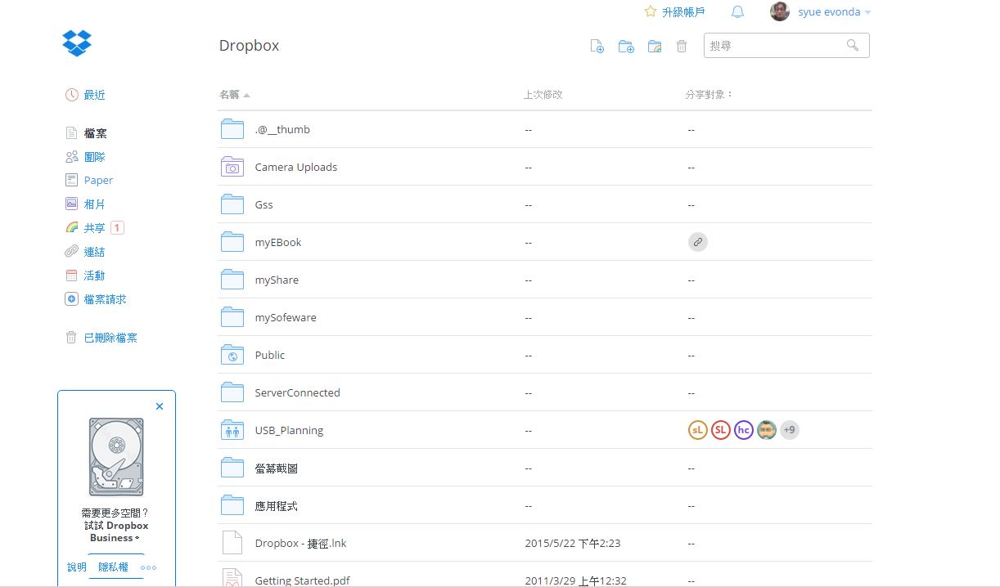 升級帳戶
syue evonda
Dropbox
搜尋
最近
檔案
團隊
Paper
相片
共享 1
連結
活動
檔案請求
已刪除檔案
需要更多空間？
試試 Dropbox
Business。
說明 隱私權
名稱 上次修改 分享對象：
.@__thumb -- --
Camera Uploads -- --
Gss -- --
myEBook --
myShare -- --
mySofeware -- --
Public -- --
ServerConnected -- --
USB_Planning -- sL SL hc +9
螢幕截圖 -- --
應用程式 -- --
Dropbox - 捷徑.lnk 2015/5/22 下午2:23 --
Getting Started.pdf 2011/3/29 上午12:32 --